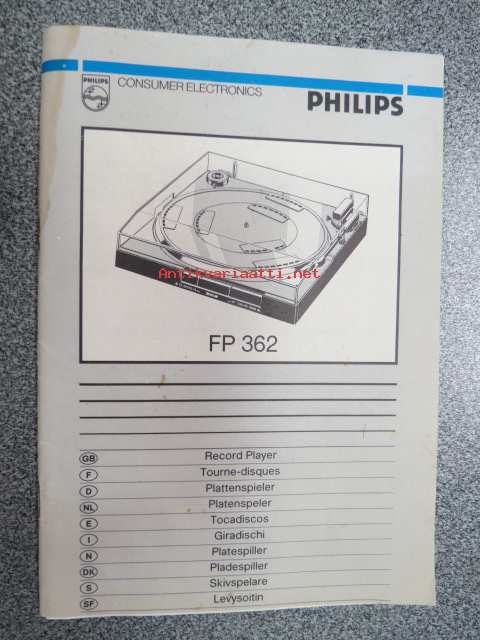 PHILIPS
CONSUMER ELECTRONICS
PHILIPS
Antikvariaatti.net
FP 362
GB Record Player
F Tourne-disques
D Plattenspieler
NL Platenspeler
E Tocadiscos
I Giradischi
N Platespiller
DK Pladespiller
S Skivspelare
SF Levysoitin